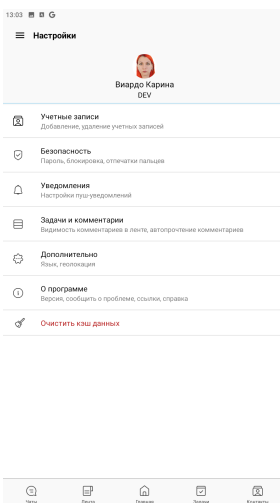 13:03
Настройки
Виардо Карина
DEV
Учетные записи
Добавление, удаление учетных записей
Безопасность
Пароль, блокировка, отпечатки пальцев
Уведомления
Настройки пуш-уведомлений
Задачи и комментарии
Видимость комментариев в ленте, автопрочтение комментариев
Дополнительно
Язык, геолокация
О программе
Версия, сообщить о проблеме, ссылки, справка
Очистить кэш данных
Чаты Лента Главная Задачи Контакты